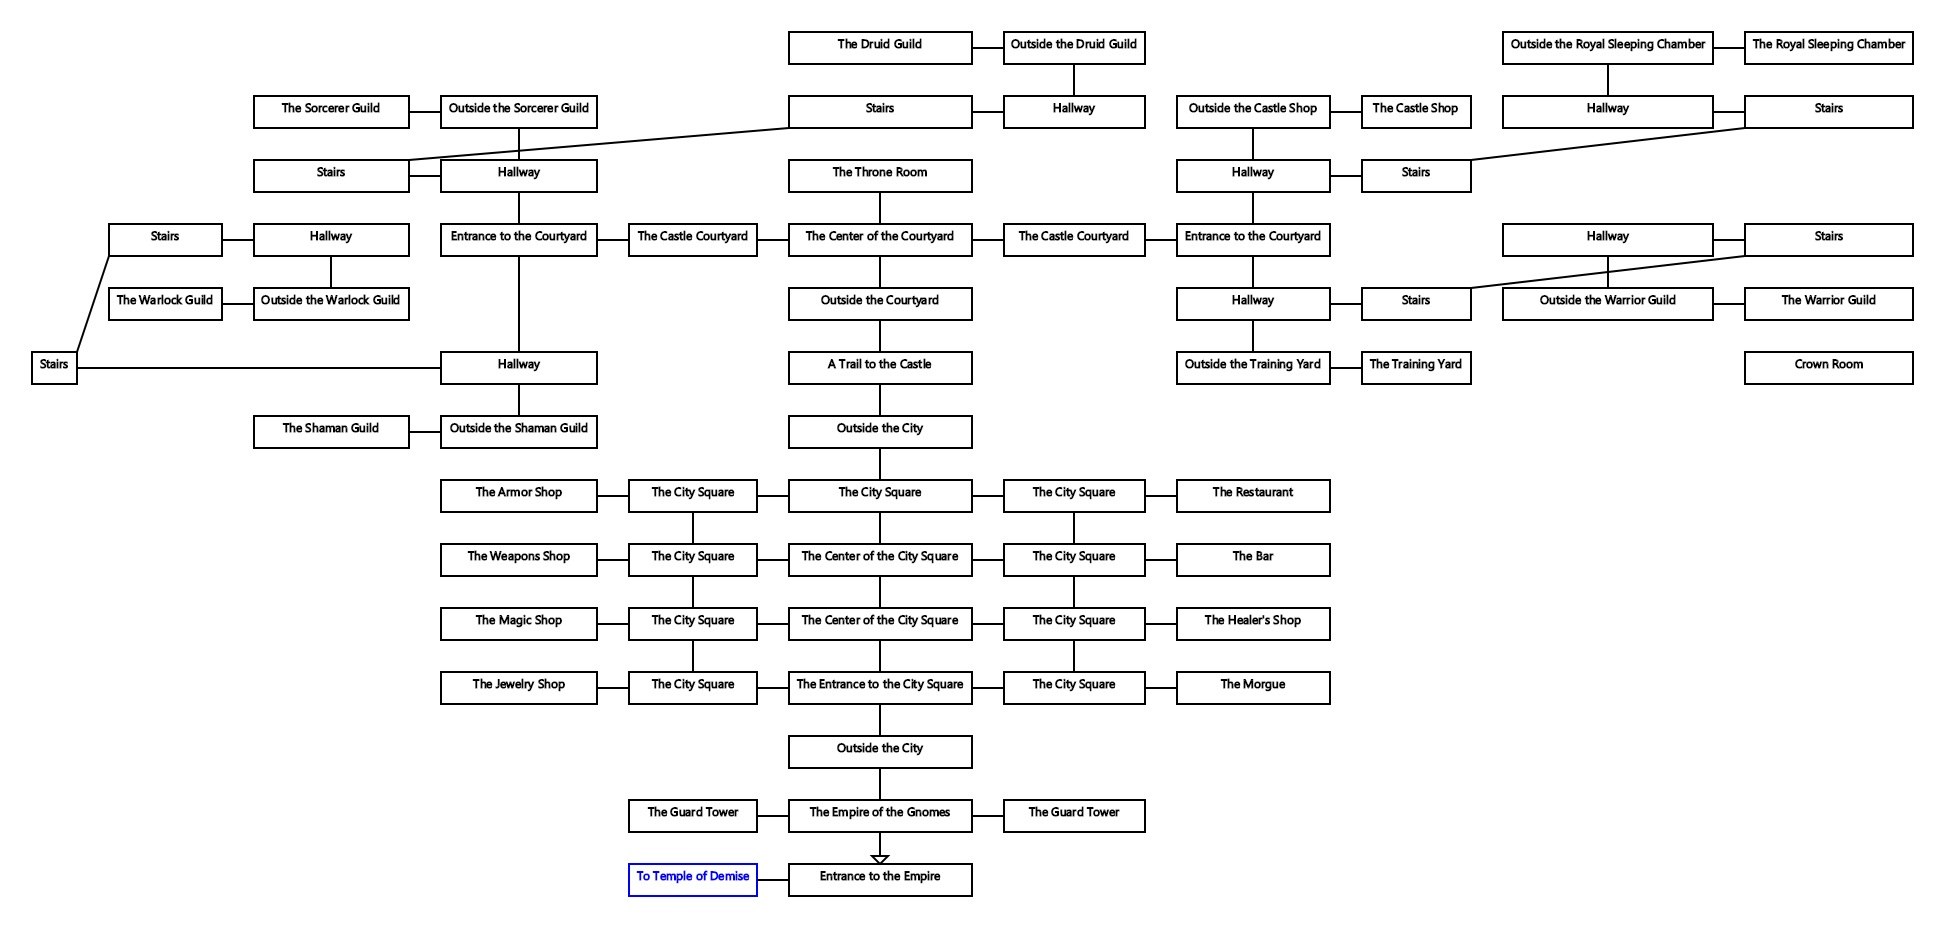 The Druid Guild
Outside the Druid Guild
Outside the Royal Sleeping Chamber
The Royal Sleeping Chamber
The Sorcerer Guild
Outside the Sorcerer Guild
Stairs
Hallway
Outside the Castle Shop
The Castle Shop
Hallway
Stairs
Stairs
Hallway
The Throne Room
Hallway
Stairs
Stairs
Hallway
Entrance to the Courtyard
The Castle Courtyard
The Center of the Courtyard
The Castle Courtyard
Entrance to the Courtyard
Hallway
Stairs
The Warlock Guild
Outside the Warlock Guild
Outside the Courtyard
Hallway
Stairs
Outside the Warrior Guild
The Warrior Guild
Stairs
Hallway
A Trail to the Castle
Outside the Training Yard
The Training Yard
Crown Room
The Shaman Guild
Outside the Shaman Guild
Outside the City
The Armor Shop
The City Square
The City Square
The City Square
The Restaurant
The Weapons Shop
The City Square
The Center of the City Square
The City Square
The Bar
The Magic Shop
The City Square
The Center of the City Square
The City Square
The Healer's Shop
The Jewelry Shop
The City Square
The Entrance to the City Square
The City Square
The Morgue
Outside the City
The Guard Tower
The Empire of the Gnomes
The Guard Tower
To Temple of Demise
Entrance to the Empire